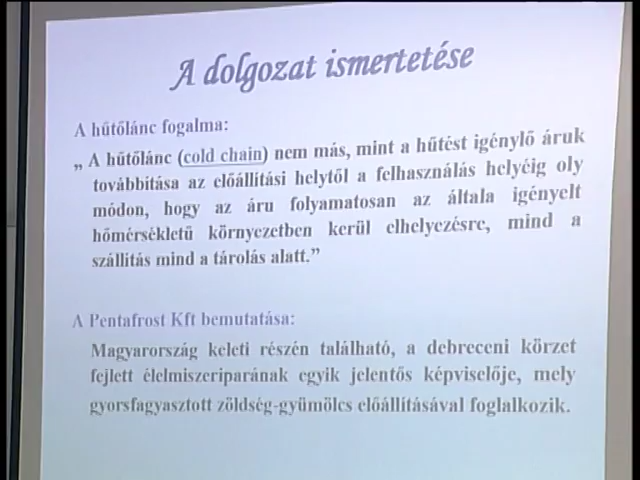 A dolgozat ismertetése
A hűtőlánc fogalma:
„ A hűtőlánc (cold chain) nem más, mint a hűtést igénylő áruk
továbbítása az előállítási helytől a felhasználás helyéig oly
módon, hogy az áru folyamatosan az általa igényelt
hőmérsékletű környezetben kerül elhelyezésre, mind a
szállítás mind a tárolás alatt.”
A Pentafrost Kft bemutatása:
Magyarország keleti részén található, a debreceni körzet
fejlett élelmiszeriparának egyik jelentős képviselője, mely
gyorsfagyasztott zöldség-gyümölcs előállításával foglalkozik.